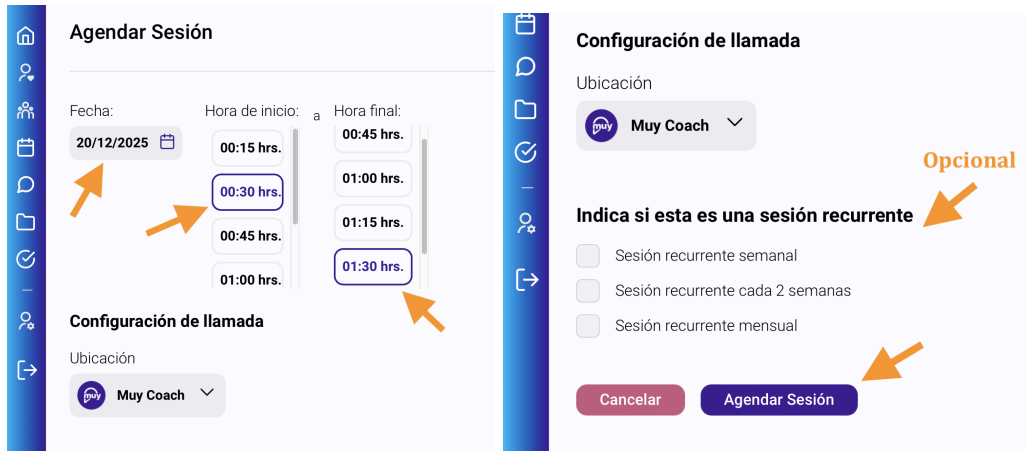 Agendar Sesión
Fecha:
Hora de inicio:
a
Hora final:
20/12/2025
00:15 hrs.
00:30 hrs.
00:45 hrs.
01:00 hrs.
00:45 hrs.
01:00 hrs.
01:15 hrs.
01:30 hrs.
Configuración de llamada
Ubicación
muy
Muy Coach
Configuración de llamada
Ubicación
muy
Muy Coach
Opcional
Indica si esta es una sesión recurrente
Sesión recurrente semanal
Sesión recurrente cada 2 semanas
Sesión recurrente mensual
Cancelar
Agendar Sesión